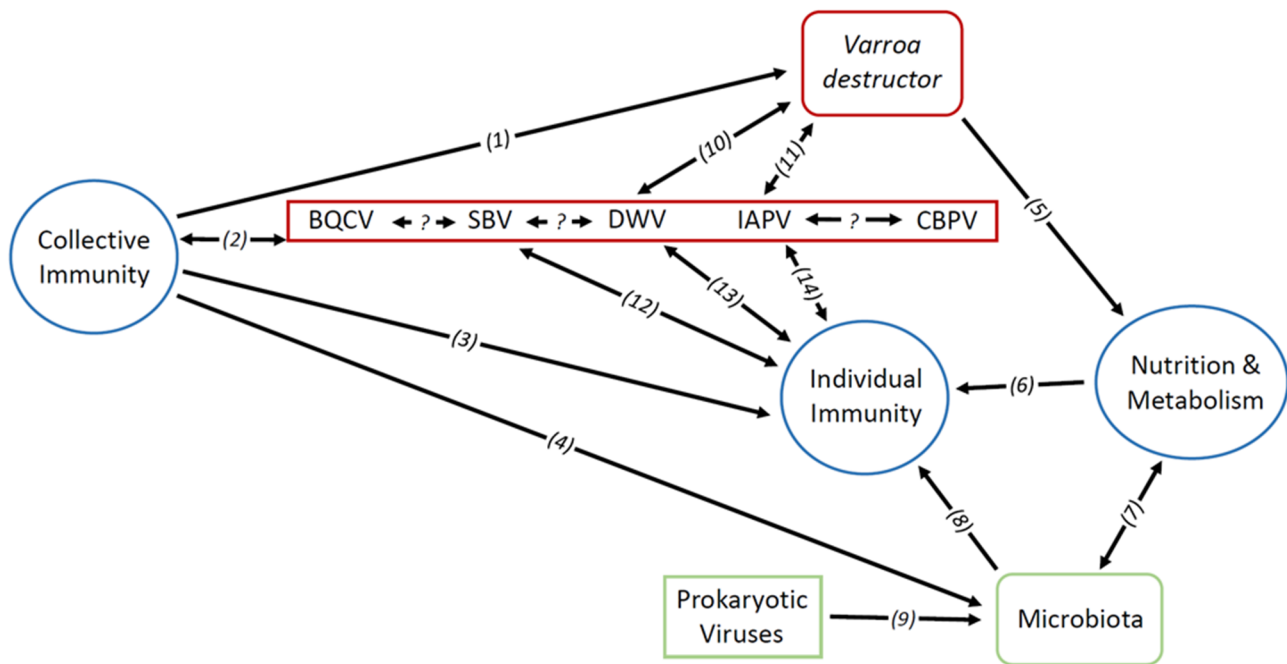 Varroa
destructor
(1)
(10)
(11)
(5)
BQCV ? SBV ? DWV IAPV ? CBPV
Collective
Immunity
(2)
(12)
(13)
(14)
(3)
Individual
Immunity
(6)
Nutrition &
Metabolism
(4)
(8)
(7)
Prokaryotic
Viruses
(9)
Microbiota